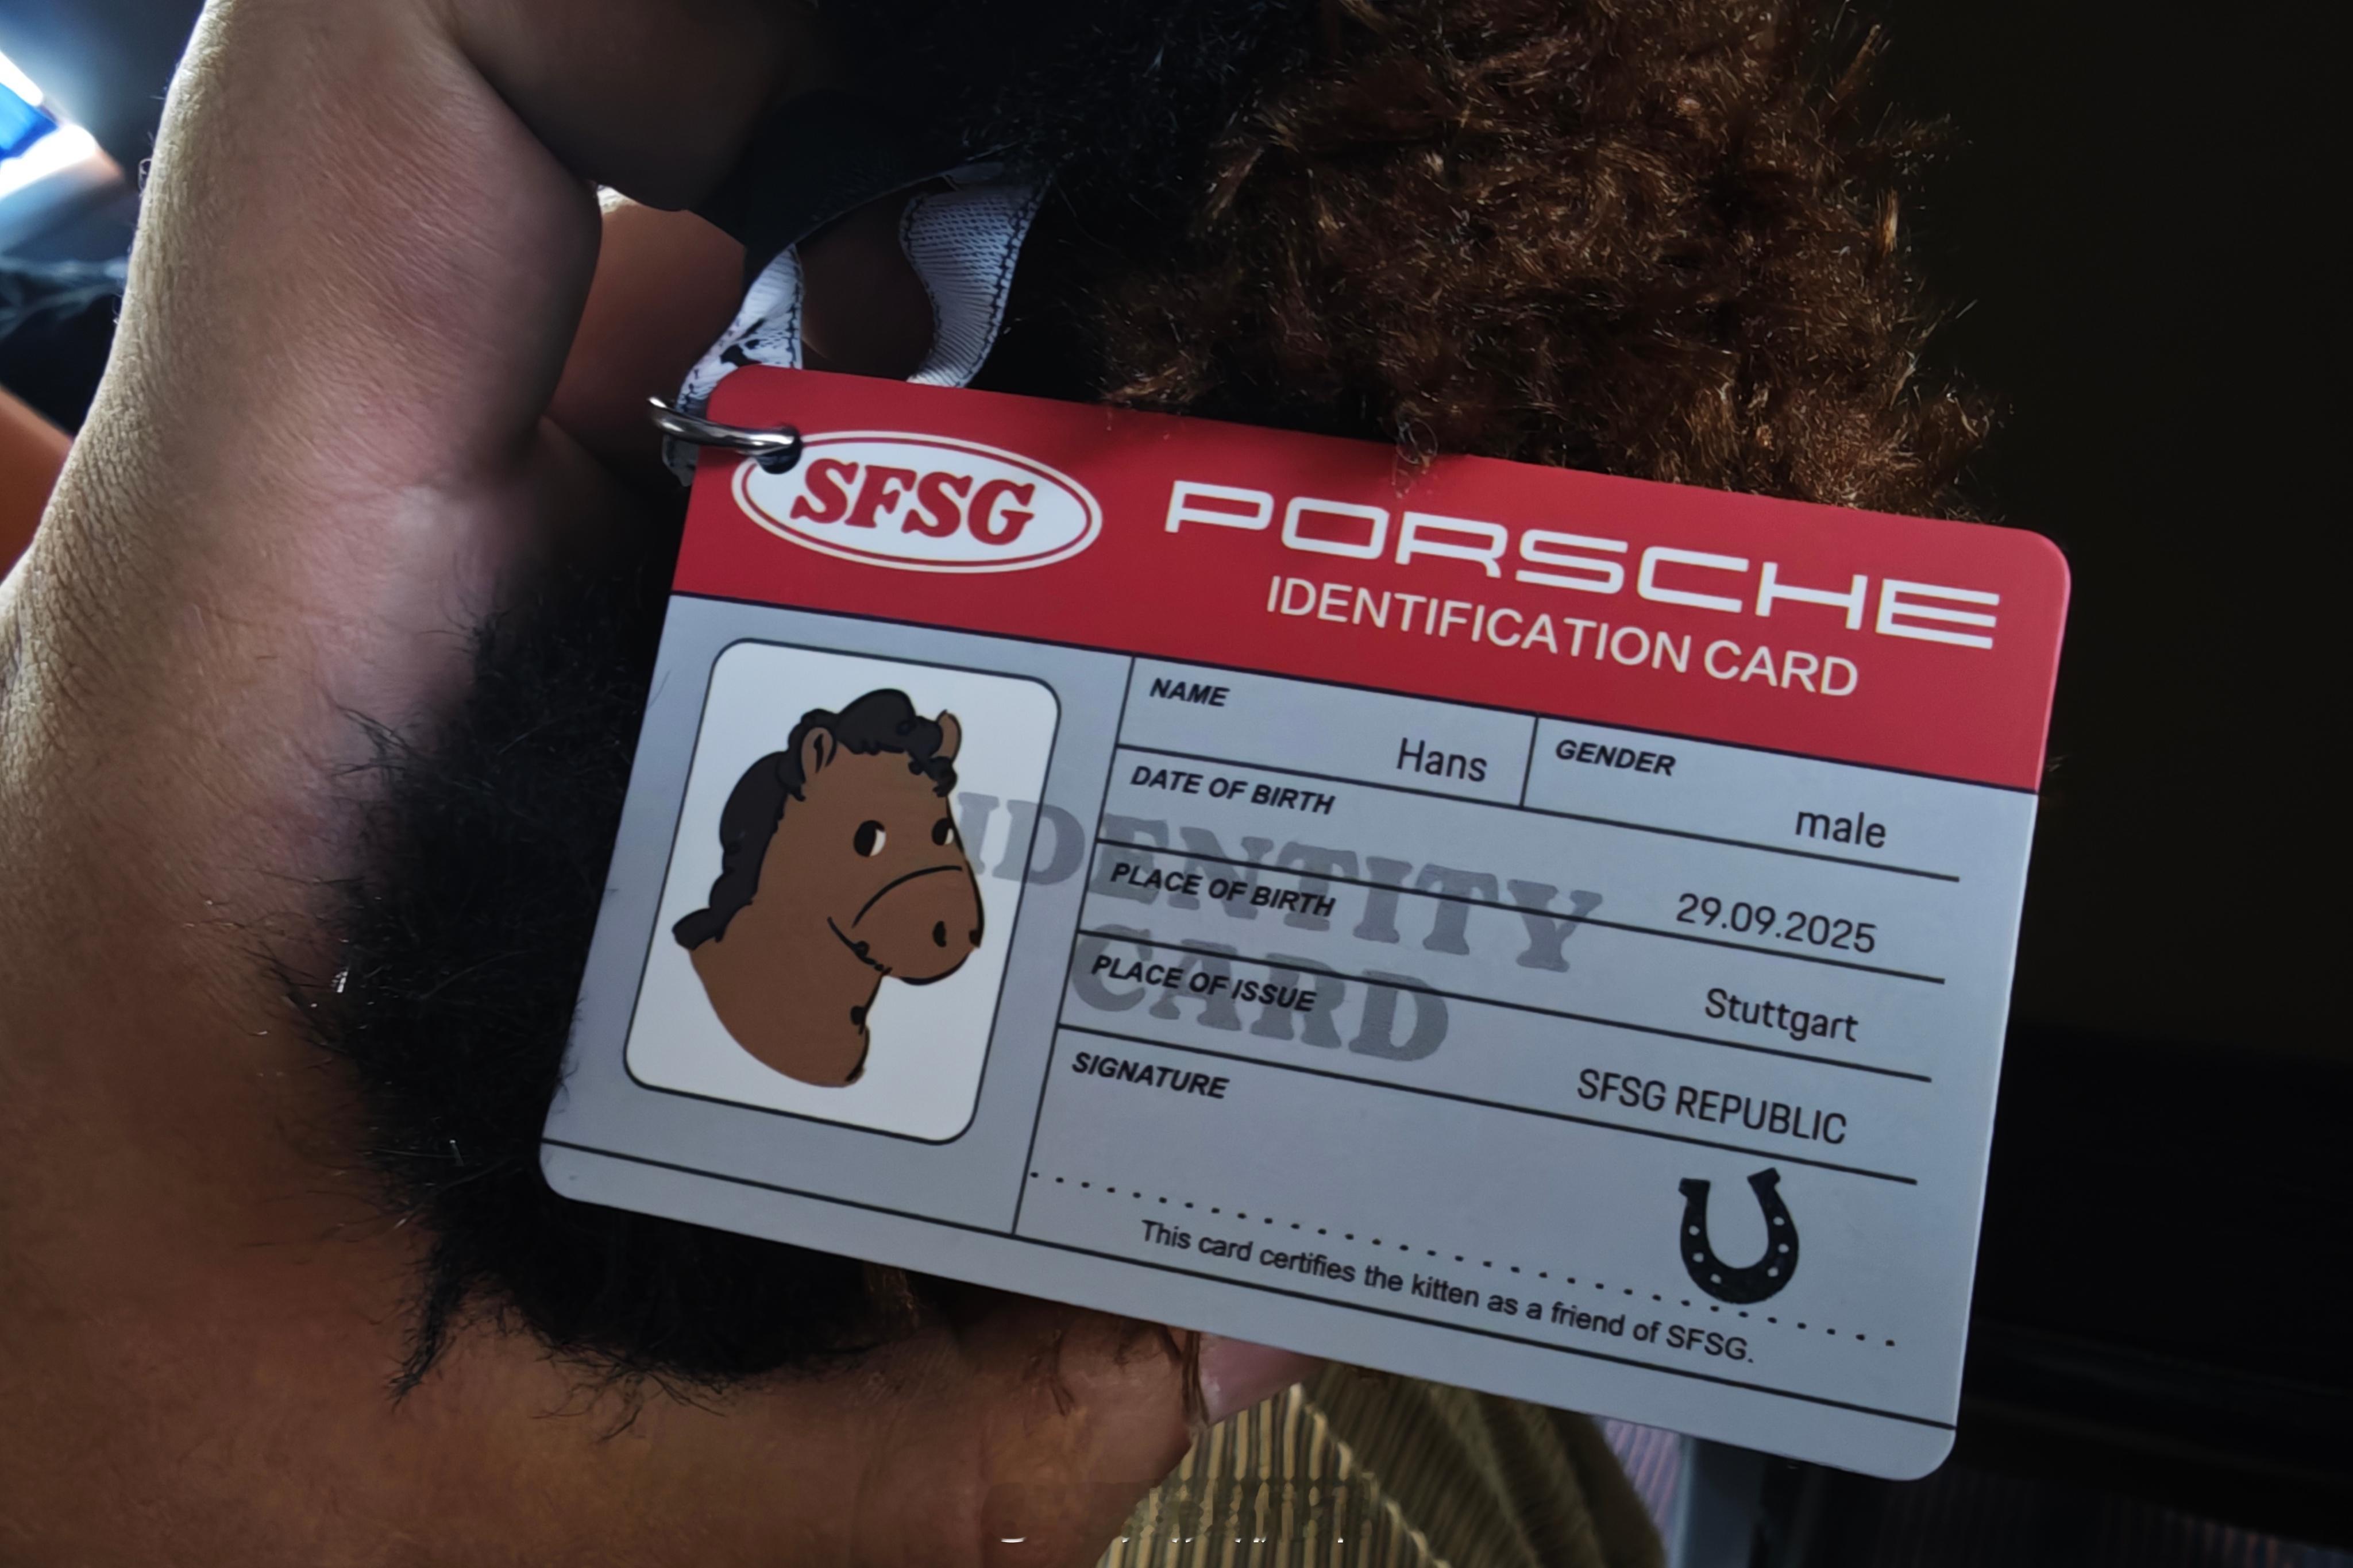 SFSG
PORSCHE
IDENTIFICATION CARD
NAME
Hans
GENDER
male
DATE OF BIRTH
29.09.2025
PLACE OF BIRTH
Stuttgart
PLACE OF ISSUE
SFSG REPUBLIC
SIGNATURE
IDENTITY
CARD
This card certifies the kitten as a friend of SFSG.